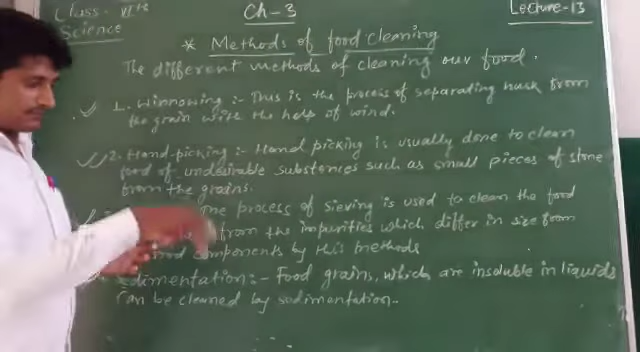 Class- VIth
Science
Ch-3
Lecture-13
* Methods of food cleaning
The different methods of cleaning our food.
1. Winnowing :- This is the process of separating husk from
the grain with the help of wind.
2. Hand-picking :- Hand picking is usually done to clean
food of undesirable substences such as small pieces of stone
from the grains.
The process of sieving is used to clean the food
from the impurities which differ in size from
food components by this methods
Sedimentation:- Food grains, which are insoluble in liquids
can be cleaned by sedimentation..